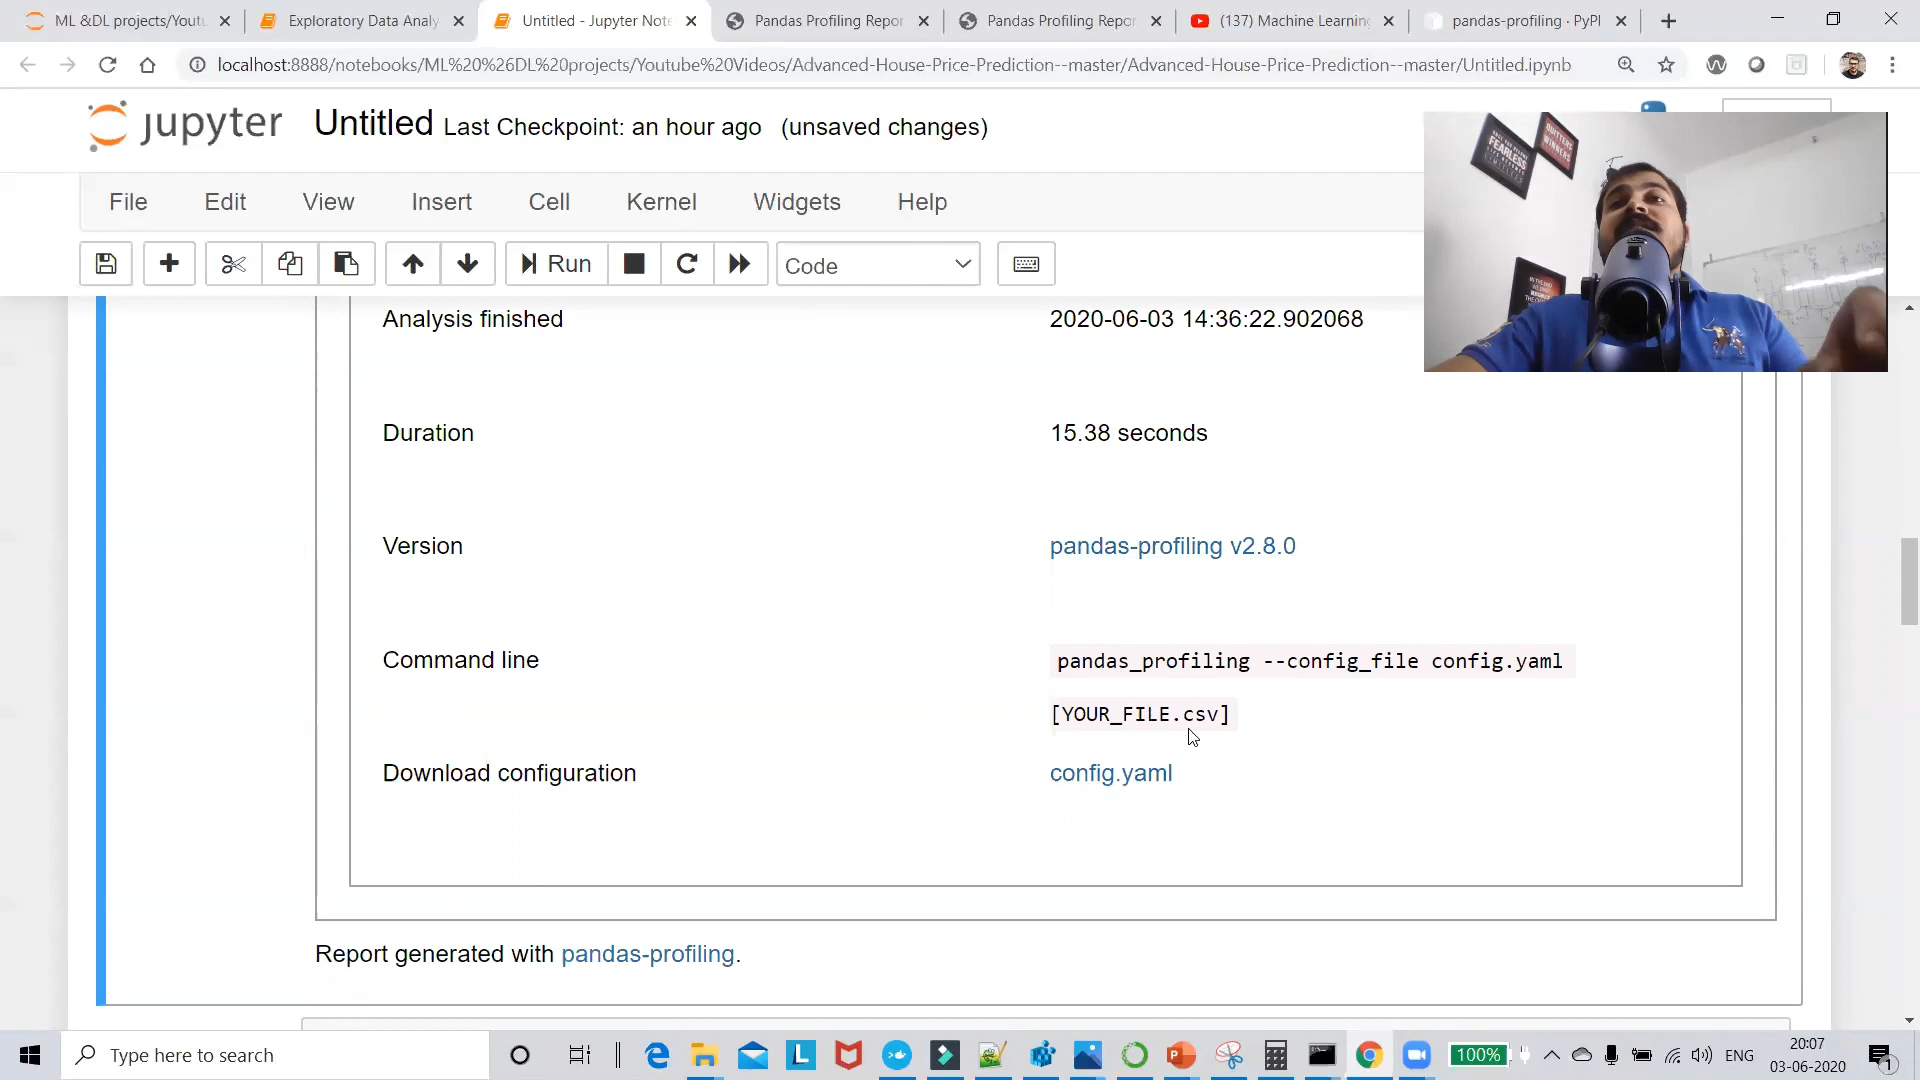 ML &DL projects/Youtu
Exploratory Data Analy
Untitled - Jupyter Note
Pandas Profiling Repor
Pandas Profiling Repor
(137) Machine Learning
pandas-profiling · PyPI
localhost:8888/notebooks/ML%20%26DL%20projects/Youtube%20Videos/Advanced-House-Price-Prediction--master/Advanced-House-Price-Prediction--master/Untitled.ipynb
jupyter Untitled Last Checkpoint: an hour ago (unsaved changes)
FEARLESS
QUITTERS
WINNERS
File Edit View Insert Cell Kernel Widgets Help
Run Code
Analysis finished 2020-06-03 14:36:22.902068
Duration 15.38 seconds
Version pandas-profiling v2.8.0
Command line pandas_profiling --config_file config.yaml
[YOUR_FILE.csv]
Download configuration config.yaml
Report generated with pandas-profiling.
Type here to search
100%
ENG
20:07
03-06-2020
1